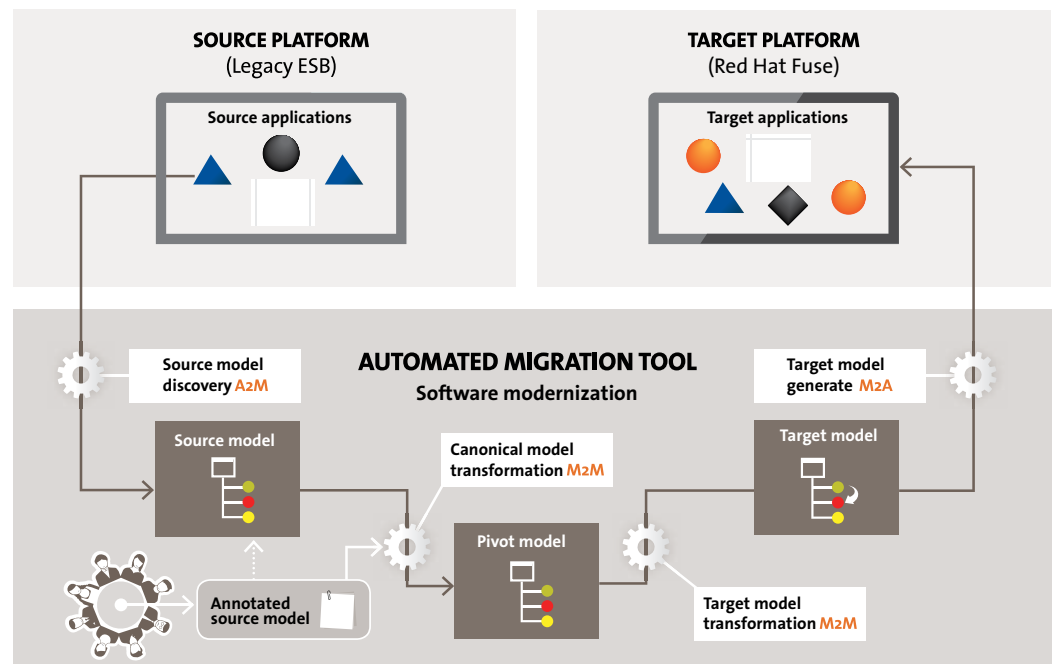 SOURCE PLATFORM
(Legacy ESB)
Source applications
TARGET PLATFORM
(Red Hat Fuse)
Target applications
AUTOMATED MIGRATION TOOL
Software modernization
Source model
discovery A2M
Source model
Annotated
source model
Canonical model
transformation M2M
Pivot model
Target model
transformation M2M
Target model
Target model
generate M2A